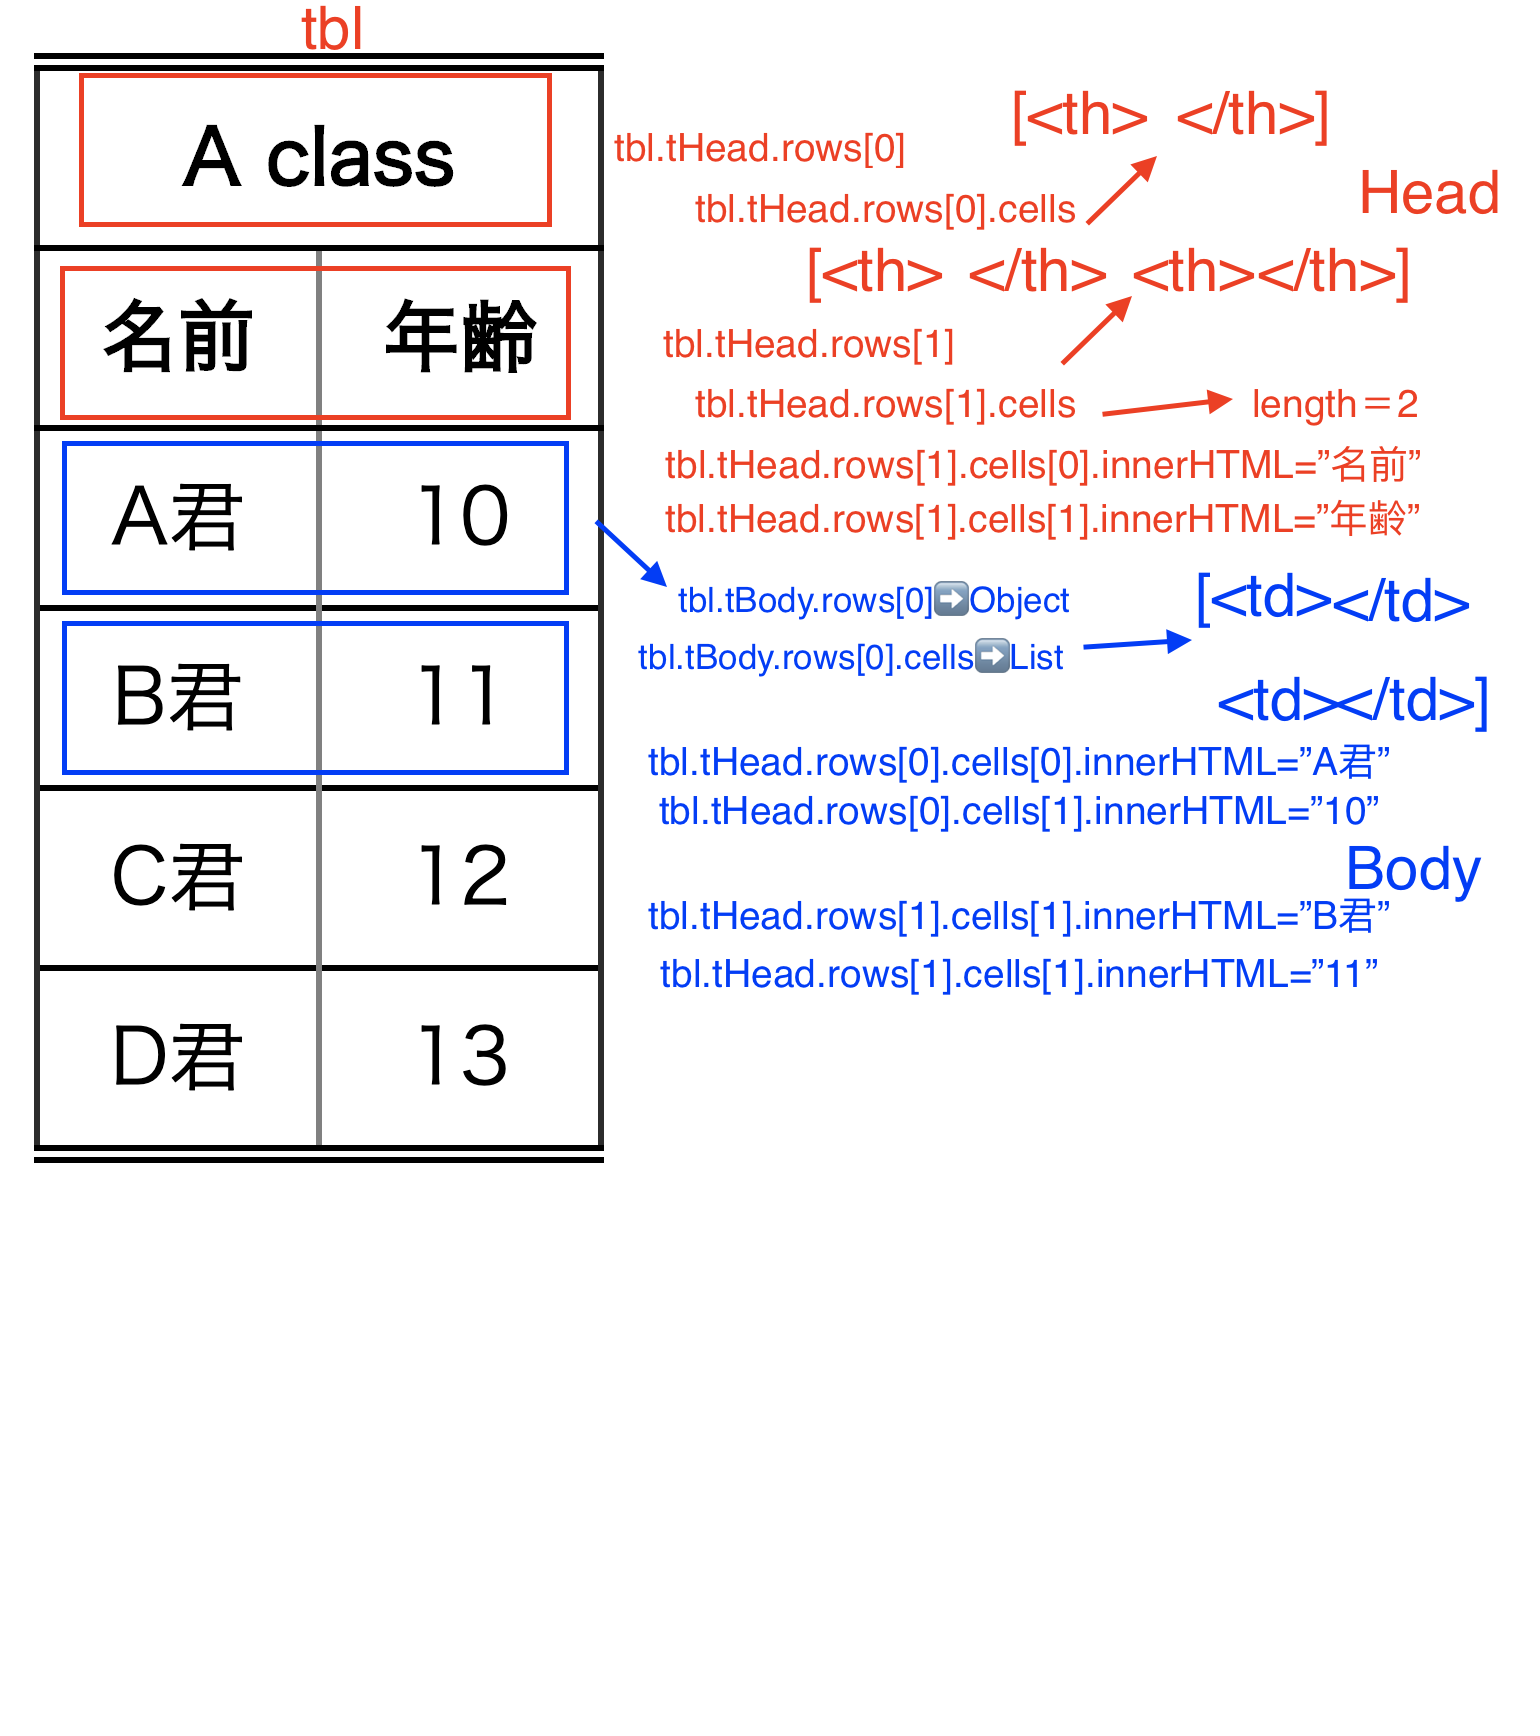 tbl
A class
名前 年齢
A君 10
B君 11
C君 12
D君 13
[<th> </th>]
tbl.tHead.rows[0]
Head
tbl.tHead.rows[0].cells
[<th> </th> <th></th>]
tbl.tHead.rows[1]
tbl.tHead.rows[1].cells
length＝2
tbl.tHead.rows[1].cells[0].innerHTML=”名前”
tbl.tHead.rows[1].cells[1].innerHTML=”年齢”
tbl.tBody.rows[0]➡️Object
[<td></td>
tbl.tBody.rows[0].cells➡️List
<td></td>]
tbl.tHead.rows[0].cells[0].innerHTML=”A君”
tbl.tHead.rows[0].cells[1].innerHTML=”10”
Body
tbl.tHead.rows[1].cells[1].innerHTML=”B君”
tbl.tHead.rows[1].cells[1].innerHTML=”11”